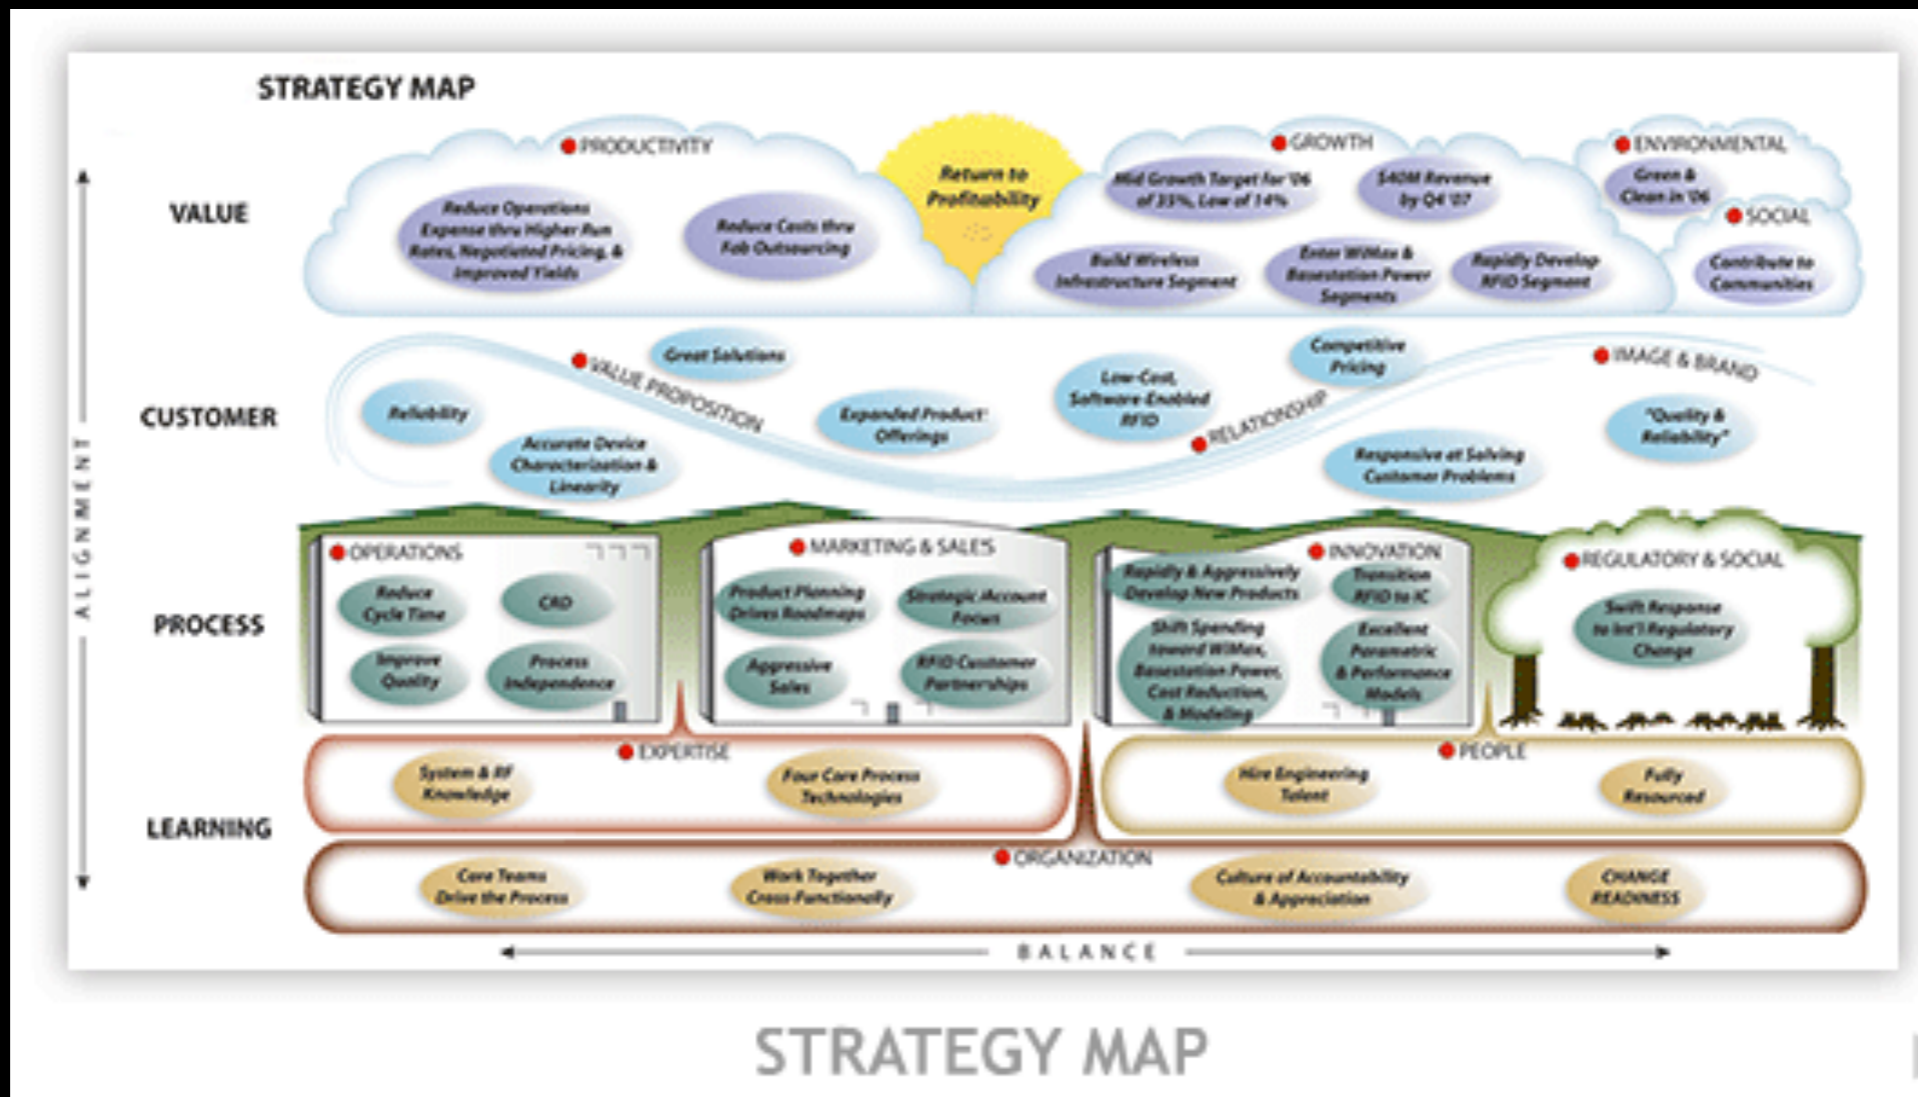 STRATEGY MAP
ALIGNMENT
VALUE
PRODUCTIVITY
Reduce Operations
Expense thru Higher Run
Rates, Negotiated Pricing, &
Improved Yields
Reduce Costs thru
Fab Outsourcing
Return to
Profitability
GROWTH
Mid Growth Target for '06
of 35%, Low of 14%
$40M Revenue
by Q4 '07
Build Wireless
Infrastructure Segment
Enter WiMax &
Basestation Power
Segments
Rapidly Develop
RFID Segment
ENVIRONMENTAL
Green &
Clean in '06
SOCIAL
Contribute to
Communities
CUSTOMER
VALUE PROPOSITION
Great Solutions
Reliability
Accurate Device
Characterization &
Linearity
Expanded Product
Offerings
Low-Cost,
Software-Enabled
RFID
RELATIONSHIP
Competitive
Pricing
Responsive at Solving
Customer Problems
IMAGE & BRAND
"Quality &
Reliability"
PROCESS
OPERATIONS
Reduce
Cycle Time
Improve
Quality
Process
Independence
MARKETING & SALES
Product Planning
Drives Roadmaps
Strategic Account
Focus
Aggressive
Sales
RFID Customer
Partnerships
INNOVATION
Rapidly & Aggressively
Develop New Products
Transition
RFID to IC
Shift Spending
toward WiMax,
Basestation Power,
Cost Reduction,
& Modeling
Excellent
Parametric
& Performance
Models
REGULATORY & SOCIAL
Swift Response
to Int'l Regulatory
Change
LEARNING
EXPERTISE
System & RF
Knowledge
Four Core Process
Technologies
PEOPLE
Hire Engineering
Talent
Fully
Resourced
ORGANIZATION
Core Teams
Drive the Process
Work Together
Cross-Functionally
Culture of Accountability
& Appreciation
CHANGE
READINESS
BALANCE
STRATEGY MAP